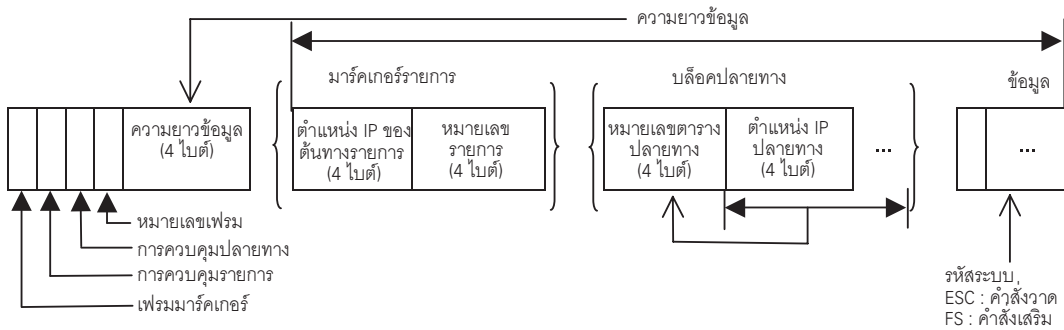 ความยาวข้อมูล
มาร์คเกอร์รายการ
บล็อคปลายทาง
ข้อมูล
ความยาวข้อมูล
(4 ไบต์)
ตำแหน่ง IP ของ
ต้นทางรายการ
(4 ไบต์)
หมายเลข
รายการ
(4 ไบต์)
หมายเลขตาราง
ปลายทาง
(4 ไบต์)
ตำแหน่ง IP
ปลายทาง
(4 ไบต์)
...
...
หมายเลขเฟรม
การควบคุมปลายทาง
การควบคุมรายการ
เฟรมมาร์คเกอร์
รหัสระบบ,
ESC : คำสั่งวาด
FS : คำสั่งเสริม